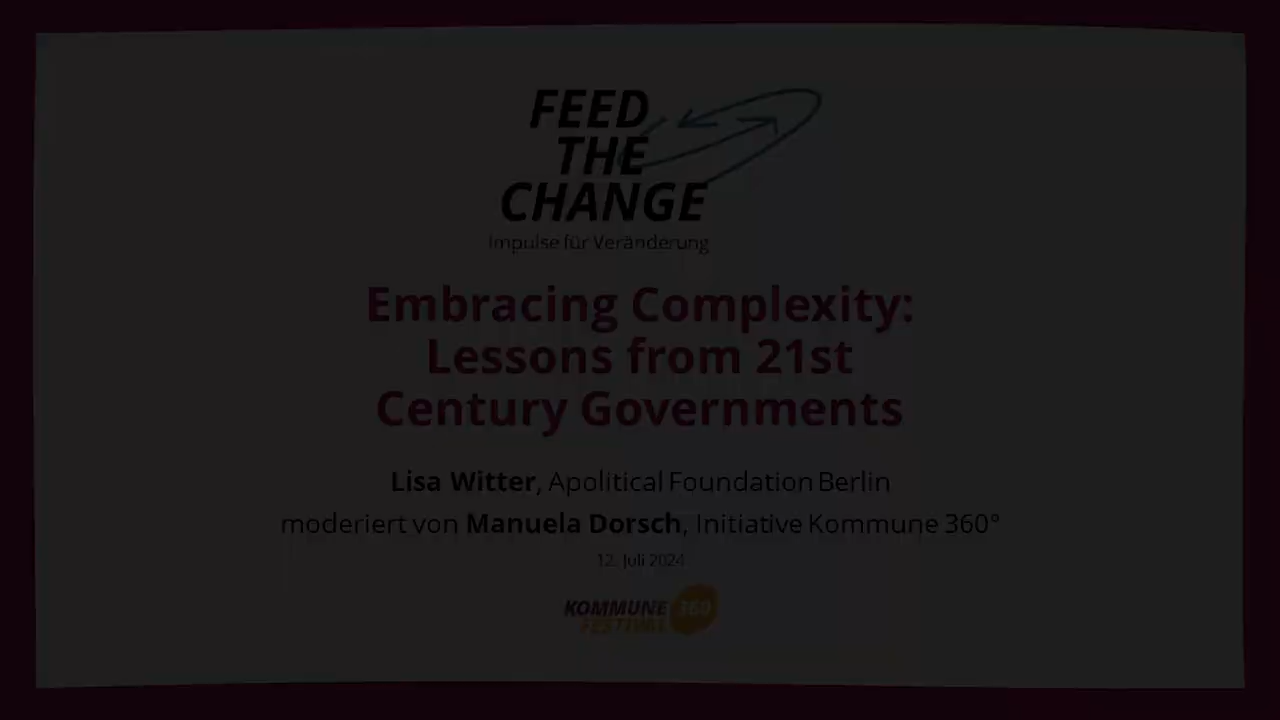 FEED
THE
CHANGE
Impulse für Veränderung
Embracing Complexity:
Lessons from 21st
Century Governments
Lisa Witter, Apolitical Foundation Berlin
moderiert von Manuela Dorsch, Initiative Kommune 360°
12. Juli 2024
KOMMUNE 360
FESTIVAL